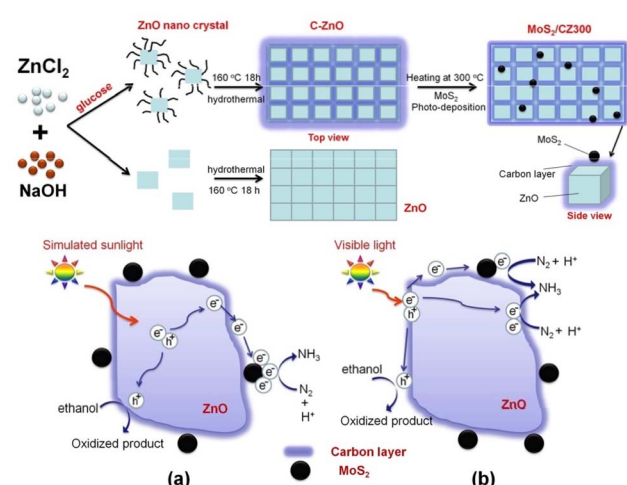 ZnO nano crystal
C-ZnO
MoS2/CZ300
ZnCl2
+
NaOH
glucose
160 °C 18h
hydrothermal
Heating at 300 °C
MoS2
Photo-deposition
Top view
hydrothermal
160 °C 18 h
ZnO
MoS2
Carbon layer
ZnO
Side view
Simulated sunlight
e-
e-
h+
e-
e-
e-
e-
h+
NH3
N2
+
H+
ethanol
Oxidized product
ZnO
(a)
Visible light
e-
e-
N2 + H+
NH3
e-
h+
e-
e-
N2 + H+
ethanol
h+
Oxidized product
ZnO
(b)
Carbon layer
MoS2